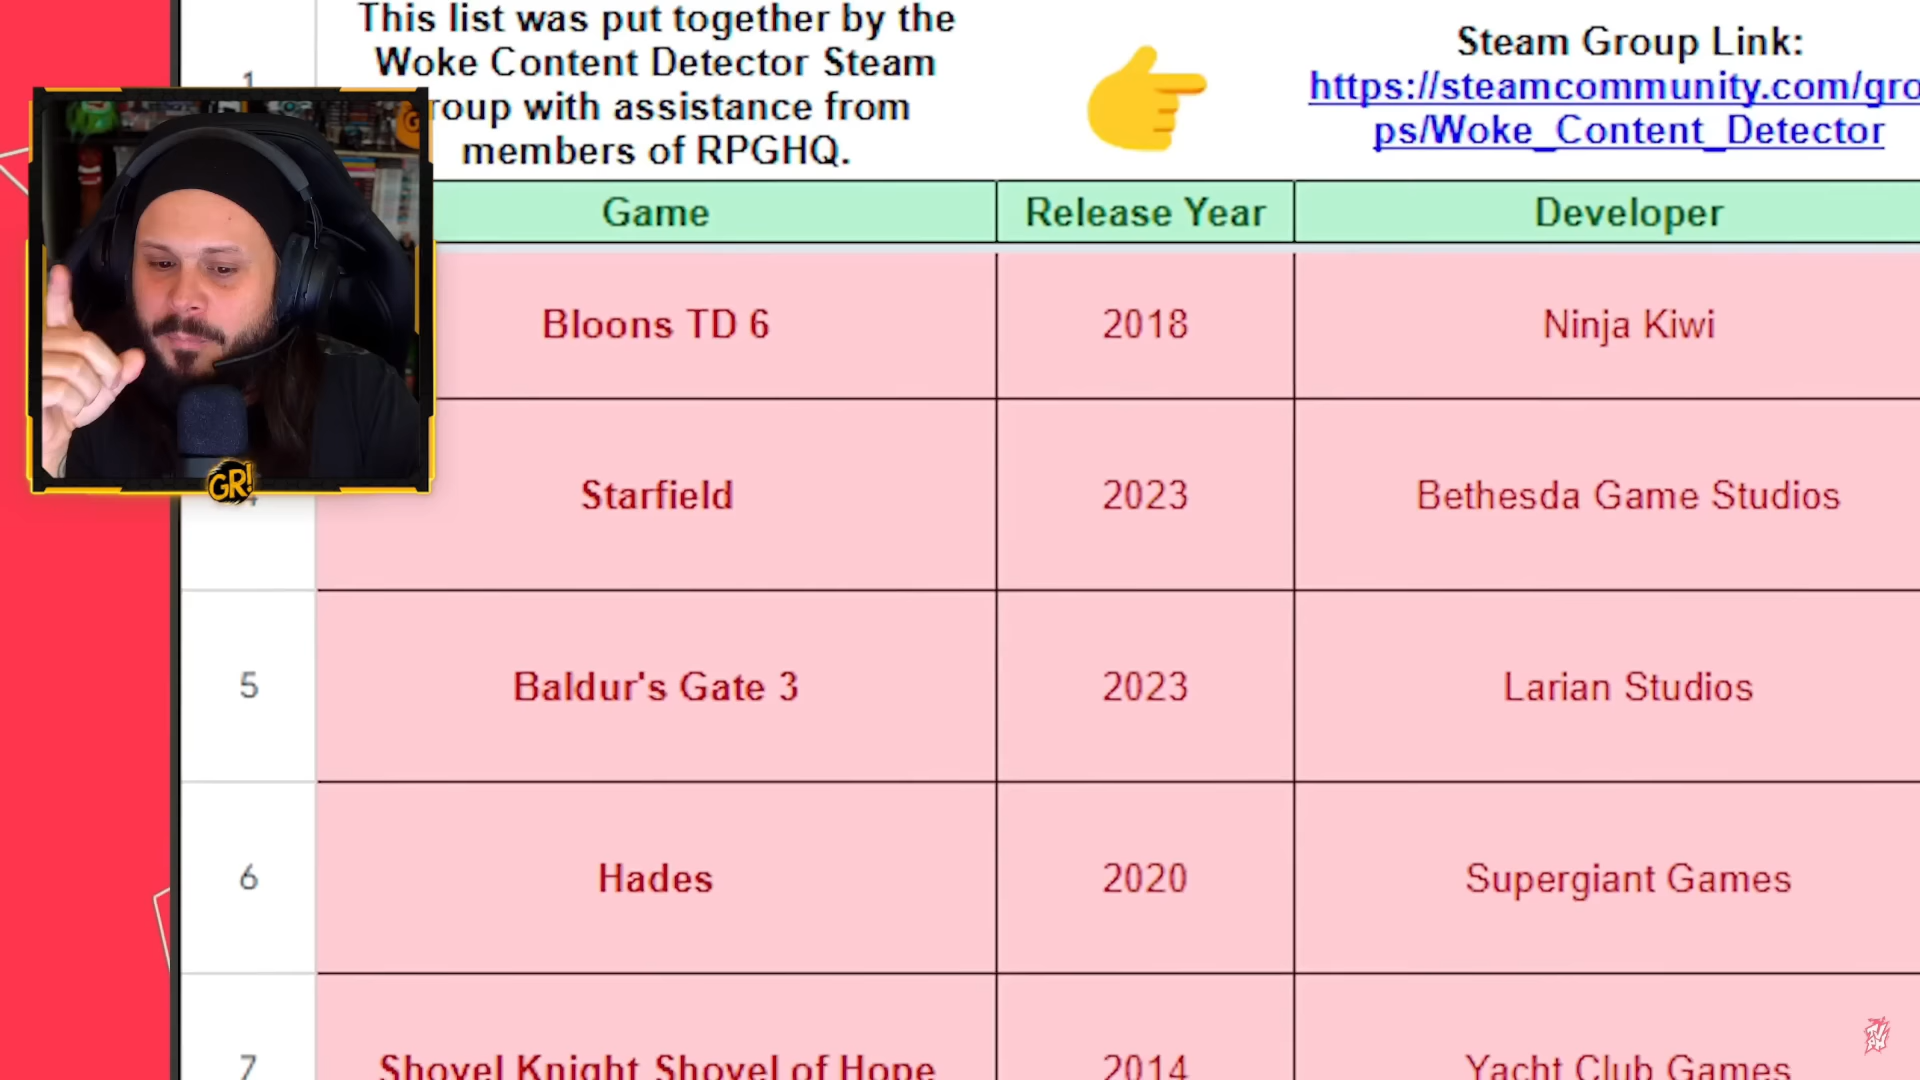 This list was put together by the
Woke Content Detector Steam
roup with assistance from
members of RPGHQ.
Steam Group Link:
https://steamcommunity.com/gro
ps/Woke_Content_Detector
1
Game Release Year Developer
Bloons TD 6 2018 Ninja Kiwi
Starfield 2023 Bethesda Game Studios
GR!
5 Baldur's Gate 3 2023 Larian Studios
6 Hades 2020 Supergiant Games
7 Shovel Knight Shovel of Hope 2014 Yacht Club Games